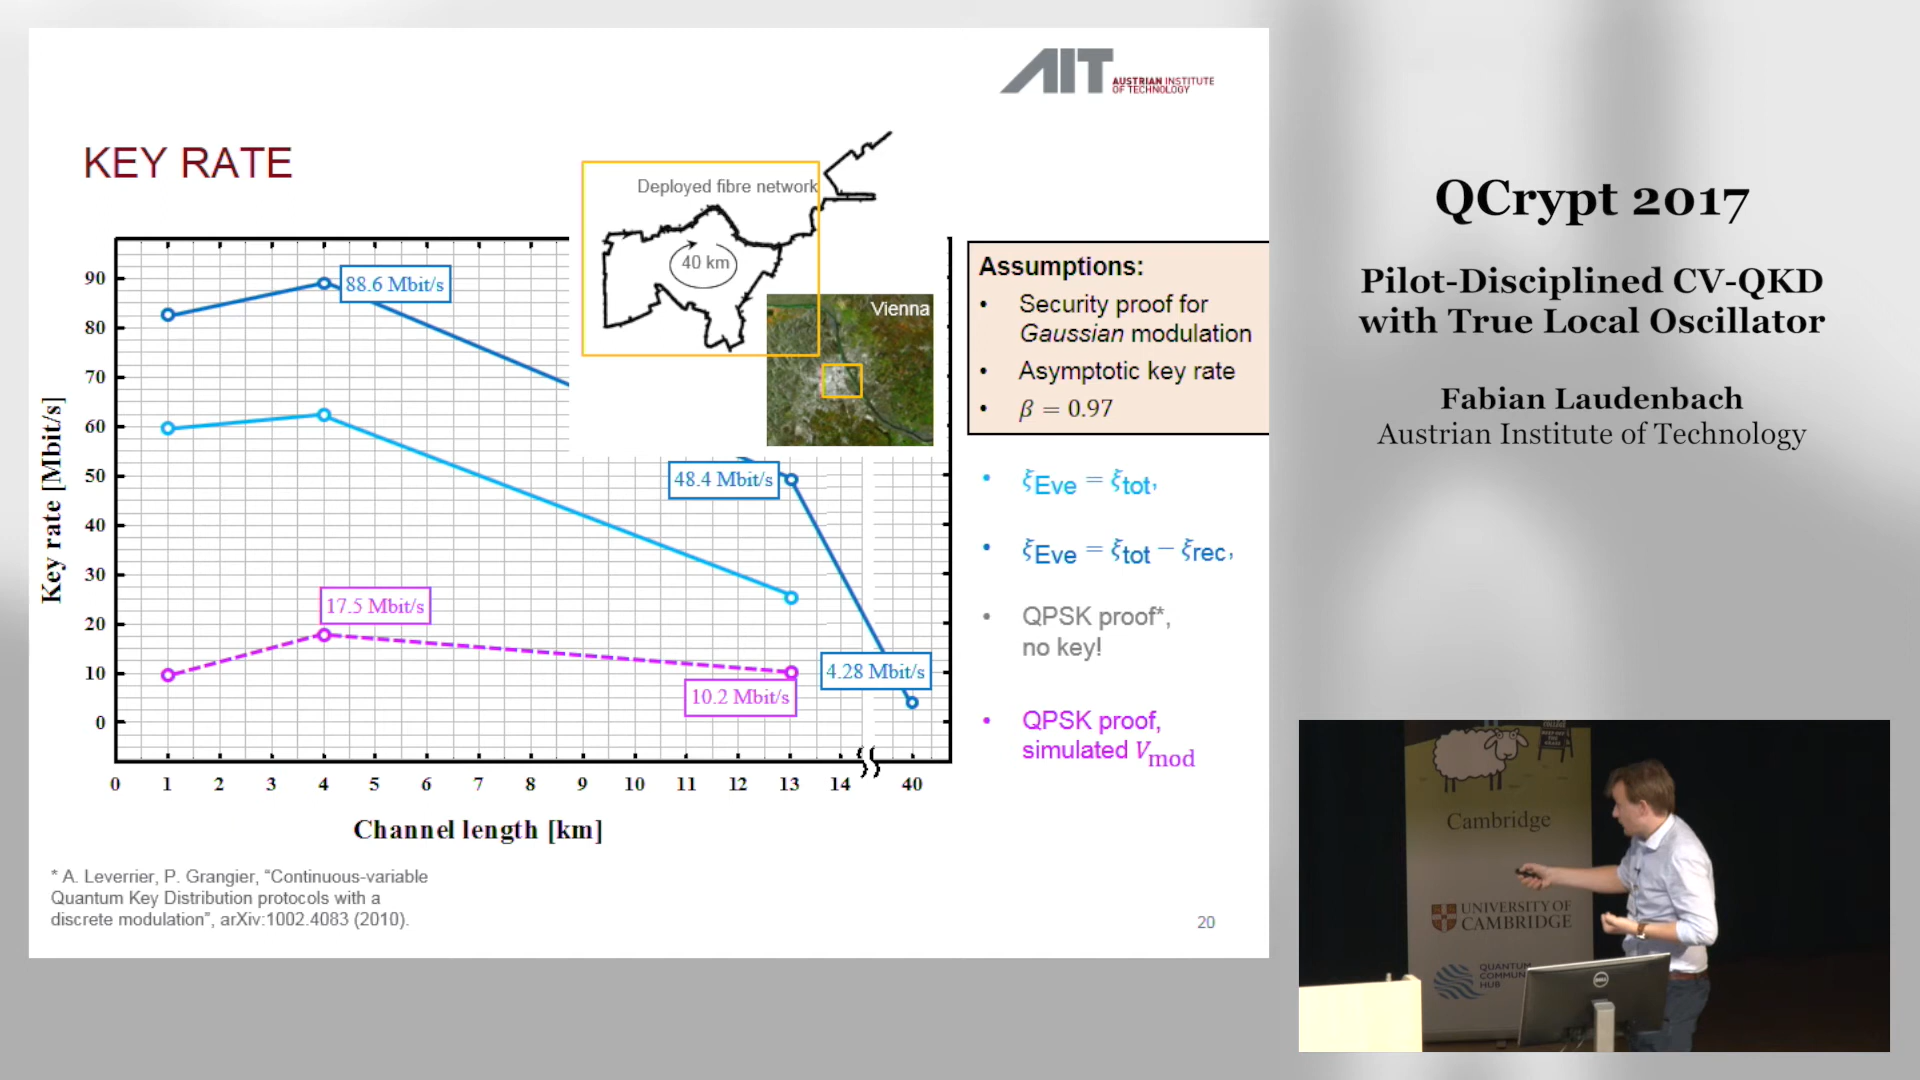 AIT
AUSTRIAN INSTITUTE
OF TECHNOLOGY
KEY RATE
Deployed fibre network
40 km
Vienna
90
80
70
60
50
40
30
20
10
0
Key rate [Mbit/s]
88.6 Mbit/s
48.4 Mbit/s
17.5 Mbit/s
4.28 Mbit/s
10.2 Mbit/s
0 1 2 3 4 5 6 7 8 9 10 11 12 13 14 40
Channel length [km]
Assumptions:
• Security proof for
Gaussian modulation
• Asymptotic key rate
• β = 0.97
• ξEve = ξtot,
• ξEve = ξtot − ξrec,
• QPSK proof*,
no key!
• QPSK proof,
simulated Vmod
* A. Leverrier, P. Grangier, “Continuous-variable
Quantum Key Distribution protocols with a
discrete modulation”, arXiv:1002.4083 (2010).
20
QCrypt 2017
Pilot-Disciplined CV-QKD
with True Local Oscillator
Fabian Laudenbach
Austrian Institute of Technology
Cambridge
UNIVERSITY OF
CAMBRIDGE
QUANTUM
HUB
DELL